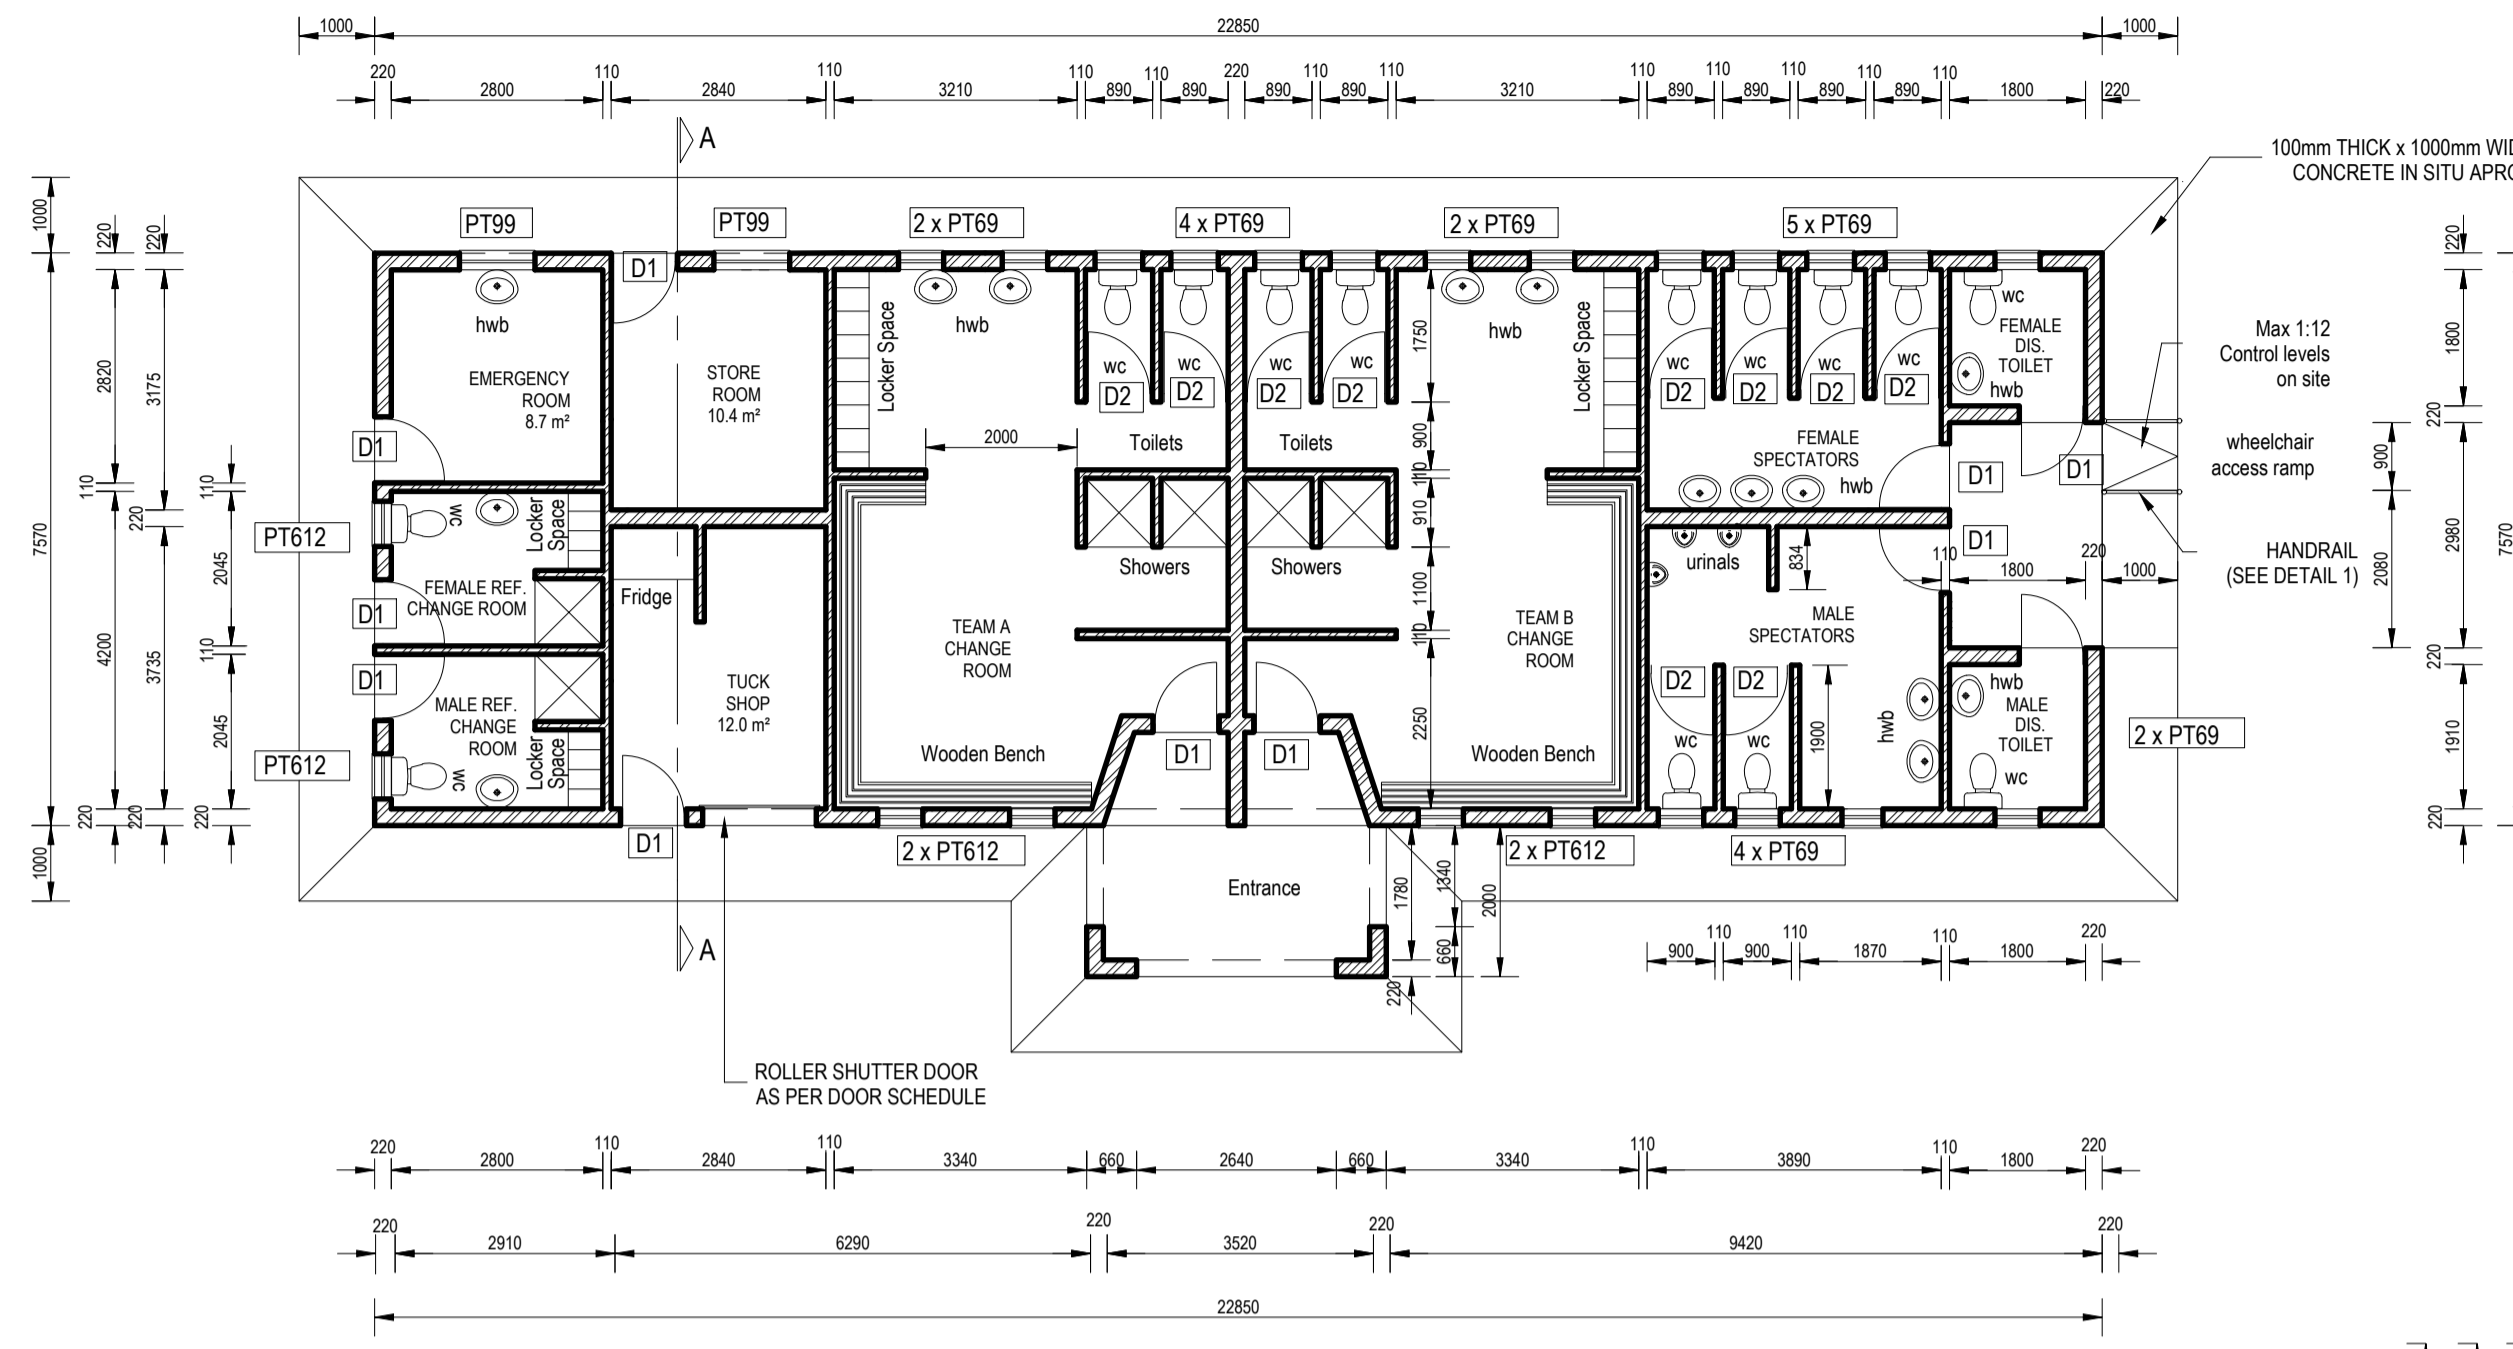 1000
22850
1000
220
2800
110
2840
110
3210
110
890
110
890
220
890
110
890
110
3210
110
890
110
890
110
890
110
890
110
1800
220
A
100mm THICK x 1000mm
CONCRETE IN SITU
PT99
PT99
2 x PT69
4 x PT69
2 x PT69
5 x PT69
1000
220
220
220
D1
hwb
EMERGENCY
ROOM
8.7 m²
STORE
ROOM
10.4 m²
Locker Space
hwb
wc
D2
wc
D2
wc
D2
wc
D2
1750
hwb
Locker Space
wc
D2
wc
D2
wc
D2
wc
D2
wc
FEMALE
DIS.
TOILET
hwb
1800
Max 1:12
Control levels
on site
2820
3175
D1
2000
Toilets
Toilets
900
FEMALE
SPECTATORS
hwb
D1
D1
220
900
wheelchair
access ramp
110
110
PT612
wc
Locker
Space
110
910
7570
220
2045
FEMALE REF.
CHANGE ROOM
D1
Fridge
Showers
Showers
1100
urinals
834
D1
110
1800
220
1000
2080
2980
7570
HANDRAIL
(SEE DETAIL 1)
4200
3735
110
TEAM A
CHANGE
ROOM
110
TEAM B
CHANGE
ROOM
MALE
SPECTATORS
220
D1
MALE REF.
CHANGE
ROOM
TUCK
SHOP
12.0 m²
2250
D2
D2
hwb
MALE
DIS.
TOILET
wc
2045
PT612
wc
Locker
Space
Wooden Bench
D1
D1
Wooden Bench
wc
wc
1900
hwb
1910
2 x PT69
220
220
220
220
1000
D1
2 x PT612
2 x PT612
4 x PT69
Entrance
1780
1340
2000
660
220
A
900
110
900
110
1870
110
1800
220
ROLLER SHUTTER DOOR
AS PER DOOR SCHEDULE
220
2800
110
2840
110
3340
660
2640
660
3340
110
3890
110
1800
220
220
2910
6290
220
3520
220
9420
220
22850